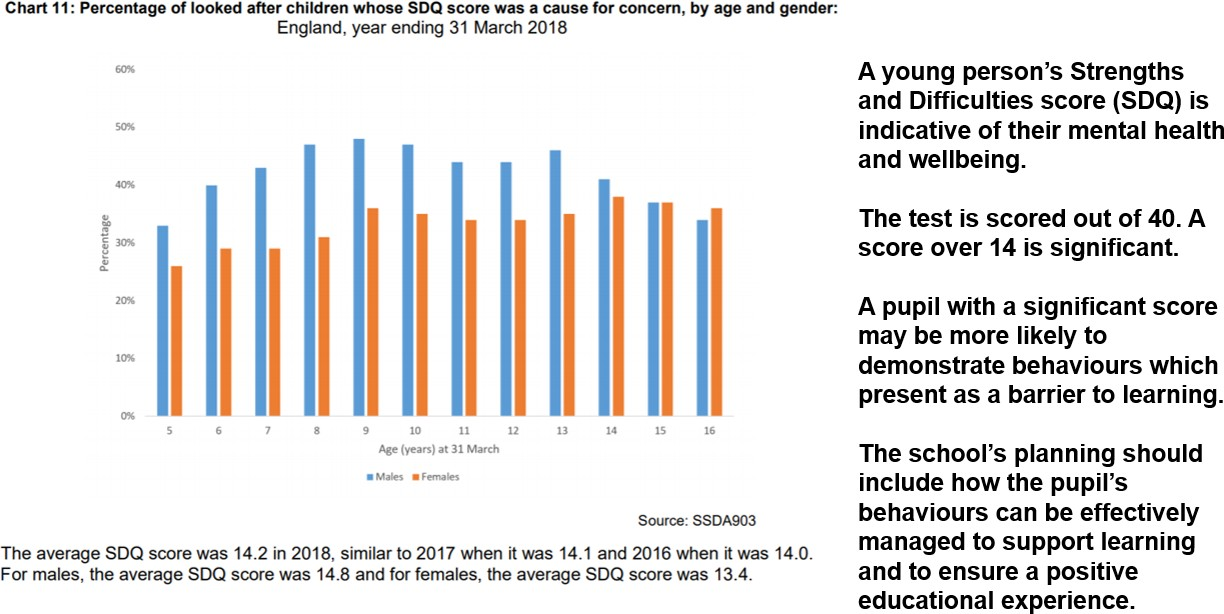 Chart 11: Percentage of looked after children whose SDQ score was a cause for concern, by age and gender:
England, year ending 31 March 2018
60%
50%
40%
30%
20%
10%
0%
Percentage
5 6 7 8 9 10 11 12 13 14 15 16
Age (years) at 31 March
Males Females
Source: SSDA903
The average SDQ score was 14.2 in 2018, similar to 2017 when it was 14.1 and 2016 when it was 14.0.
For males, the average SDQ score was 14.8 and for females, the average SDQ score was 13.4.
A young person's Strengths
and Difficulties score (SDQ) is
indicative of their mental health
and wellbeing.
The test is scored out of 40. A
score over 14 is significant.
A pupil with a significant score
may be more likely to
demonstrate behaviours which
present as a barrier to learning.
The school's planning should
include how the pupil's
behaviours can be effectively
managed to support learning
and to ensure a positive
educational experience.